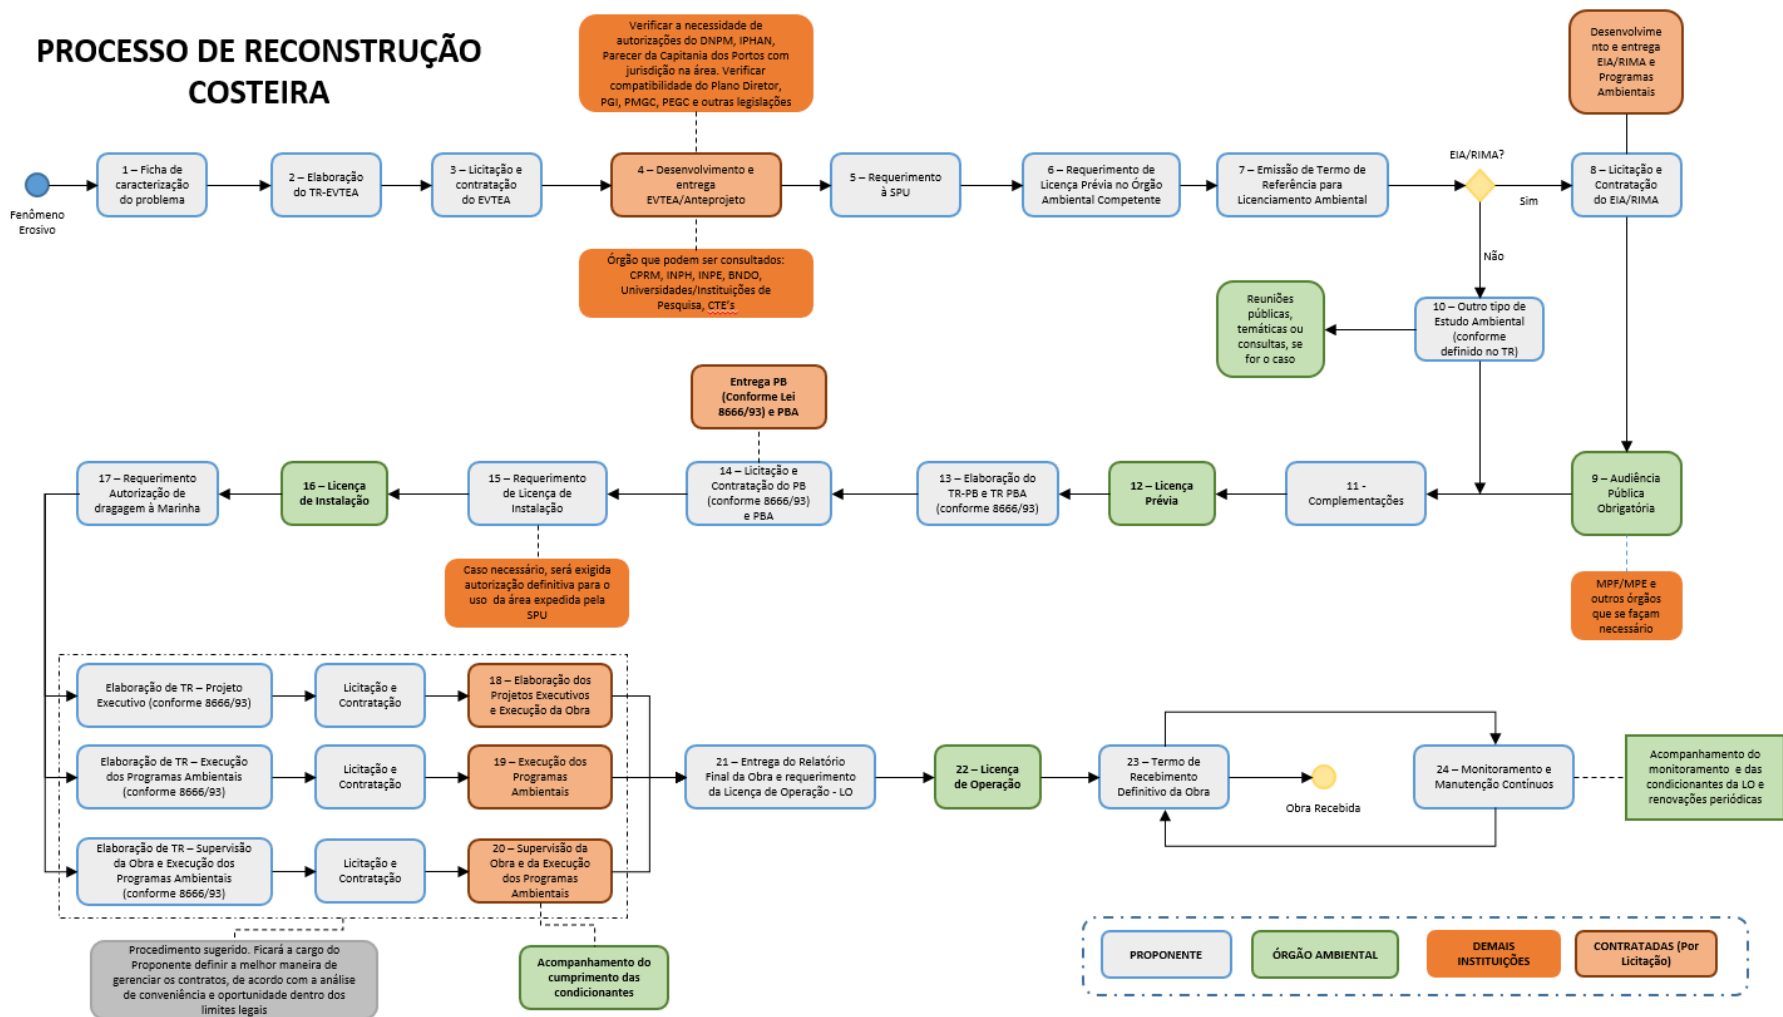 PROCESSO DE RECONSTRUÇÃO
COSTEIRA
Verificar a necessidade de
autorizações do DNPM, IPHAN,
Parecer da Capitania dos Portos com
jurisdição na área. Verificar
compatibilidade do Plano Diretor,
PGI, PMGC, PEGC e outras legislações
Desenvolvime
nto e entrega
EIA/RIMA e
Programas
Ambientais
Fenômeno
Erosivo
1 – Ficha de
caracterização
do problema
2 – Elaboração
do TR-EVTEA
3 – Licitação e
contratação
do EVTEA
4 – Desenvolvimento e
entrega
EVTEA/Anteprojeto
5 – Requerimento
à SPU
6 – Requerimento de
Licença Prévia no Órgão
Ambiental Competente
7 – Emissão de Termo de
Referência para
Licenciamento Ambiental
EIA/RIMA?
Sim
Não
8 – Licitação e
Contratação
do EIA/RIMA
Órgão que podem ser consultados:
CPRM, INPH, INPE, BNDO,
Universidades/Instituições de
Pesquisa, CTE's
Reuniões
públicas,
temáticas ou
consultas, se
for o caso
10 – Outro tipo de
Estudo Ambiental
(conforme
definido no TR)
Entrega PB
(Conforme Lei
8666/93) e PBA
17 – Requerimento
Autorização de
dragagem à Marinha
16 – Licença
de Instalação
15 – Requerimento
de Licença de
Instalação
14 – Licitação e
Contratação do PB
(conforme 8666/93)
e PBA
13 – Elaboração do
TR-PB e TR PBA
(conforme 8666/93)
12 – Licença
Prévia
11 -
Complementações
9 – Audiência
Pública
Obrigatória
Caso necessário, será exigida
autorização definitiva para o
uso da área expedida pela
SPU
MPF/MPE e
outros órgãos
que se façam
necessário
Elaboração de TR – Projeto
Executivo (conforme 8666/93)
Licitação e
Contratação
18 – Elaboração dos
Projetos Executivos
e Execução da Obra
Elaboração de TR – Execução
dos Programas Ambientais
(conforme 8666/93)
Licitação e
Contratação
19 – Execução dos
Programas
Ambientais
Elaboração de TR – Supervisão
da Obra e Execução dos
Programas Ambientais
(conforme 8666/93)
Licitação e
Contratação
20 – Supervisão da
Obra e da Execução
dos Programas
Ambientais
21 – Entrega do Relatório
Final da Obra e requerimento
da Licença de Operação - LO
22 – Licença
de Operação
23 – Termo de
Recebimento
Definitivo da Obra
Obra Recebida
24 – Monitoramento e
Manutenção Contínuos
Acompanhamento do
monitoramento e das
condicionantes da LO e
renovações periódicas
Procedimento sugerido. Ficará a cargo do
Proponente definir a melhor maneira de
gerenciar os contratos, de acordo com a análise
de conveniência e oportunidade dentro dos
limites legais
Acompanhamento do
cumprimento das
condicionantes
PROPONENTE
ÓRGÃO AMBIENTAL
DEMAIS
INSTITUIÇÕES
CONTRATADAS (Por
Licitação)